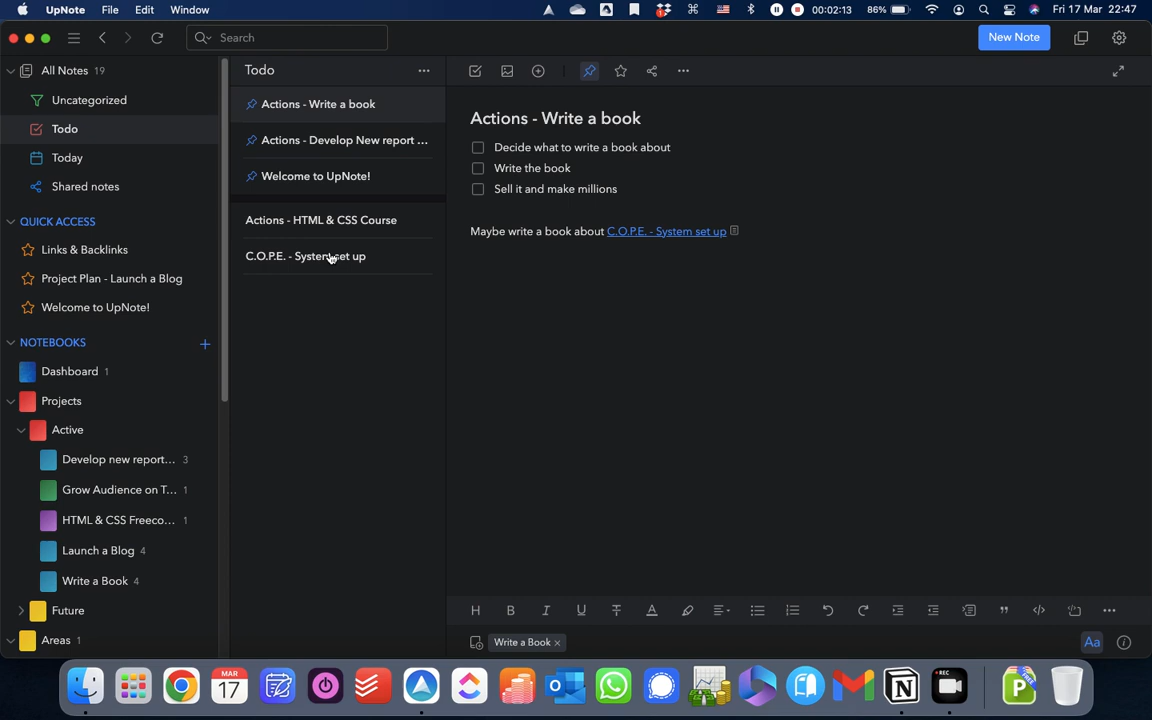 UpNote File Edit Window 00:02:13 86% Fri 17 Mar 22:47
Search New Note
All Notes 19
Uncategorized
Todo
Today
Shared notes
QUICK ACCESS
Links & Backlinks
Project Plan - Launch a Blog
Welcome to UpNote!
NOTEBOOKS +
Dashboard 1
Projects
Active
Develop new report... 3
Grow Audience on T... 1
HTML & CSS Freeco... 1
Launch a Blog 4
Write a Book 4
Future
Areas 1
Todo
Actions - Write a book
Actions - Develop New report ...
Welcome to UpNote!
Actions - HTML & CSS Course
C.O.P.E. - System set up
Actions - Write a book
Decide what to write a book about
Write the book
Sell it and make millions
Maybe write a book about C.O.P.E. - System set up
H B I U T A
Write a Book ×
Aa
MAR
17
REC
FREE
P